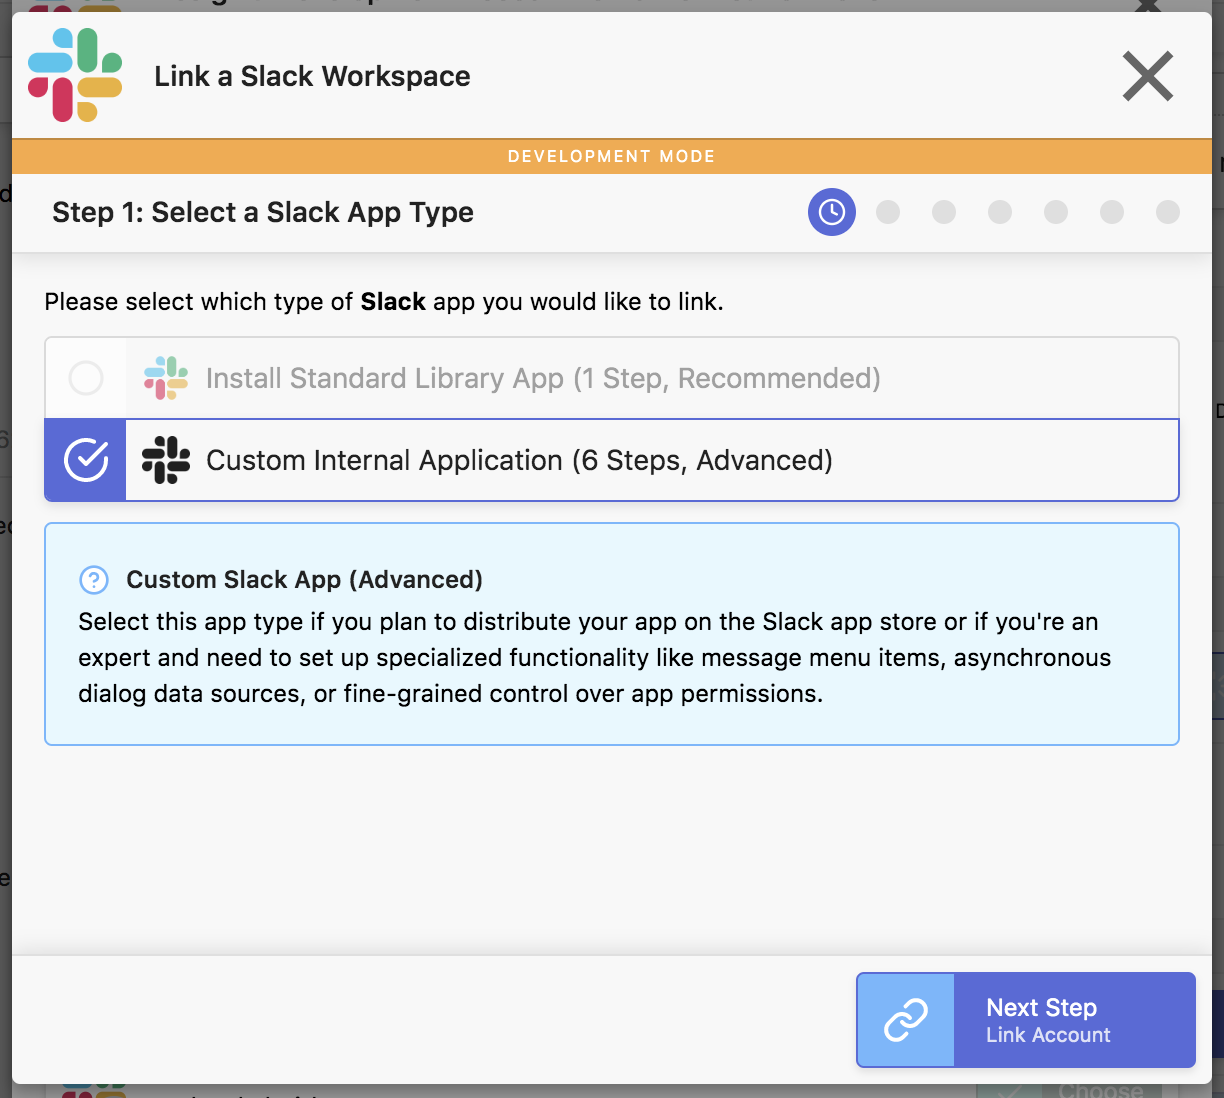 Link a Slack Workspace
DEVELOPMENT MODE
Step 1: Select a Slack App Type
Please select which type of Slack app you would like to link.
Install Standard Library App (1 Step, Recommended)
Custom Internal Application (6 Steps, Advanced)
Custom Slack App (Advanced)
Select this app type if you plan to distribute your app on the Slack app store or if you're an
expert and need to set up specialized functionality like message menu items, asynchronous
dialog data sources, or fine-grained control over app permissions.
Next Step
Link Account
Choose